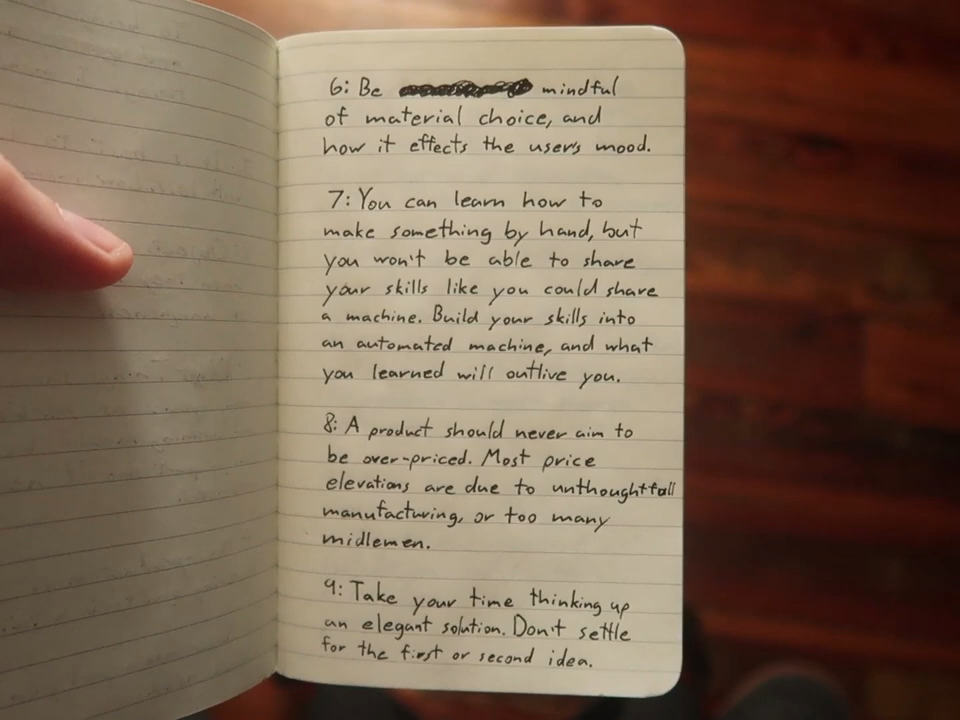 6: Be mindful
of material choice, and
how it effects the user's mood.
7: You can learn how to
make something by hand, but
you won't be able to share
your skills like you could share
a machine. Build your skills into
an automated machine, and what
you learned will outlive you.
8: A product should never aim to
be over-priced. Most price
elevations are due to unthoughtfull
manufacturing, or too many
midlemen.
9: Take your time thinking up
an elegant solution. Don't settle
for the first or second idea.